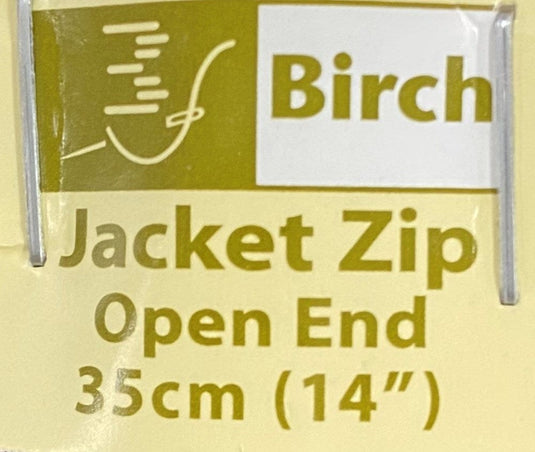 Birch
Jacket Zip
Open End
35cm (14″)